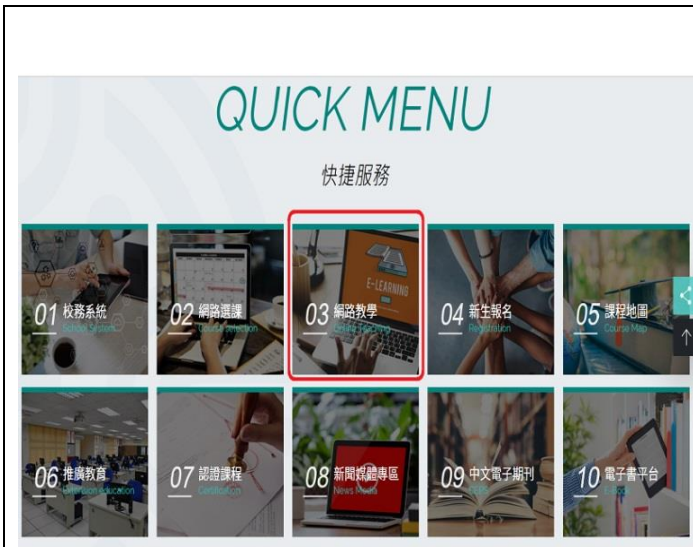 QUICK MENU
快捷服務
01 校務系統
School System
02 網路選課
Course selection
03 網路教學
Online Teaching
E-LEARNING
04 新生報名
Registration
05 課程地圖
Course Map
06 推廣教育
Extension education
07 認證課程
Certification
08 新聞媒體專區
News Media
09 中文電子期刊
10 電子書平台
E-Book